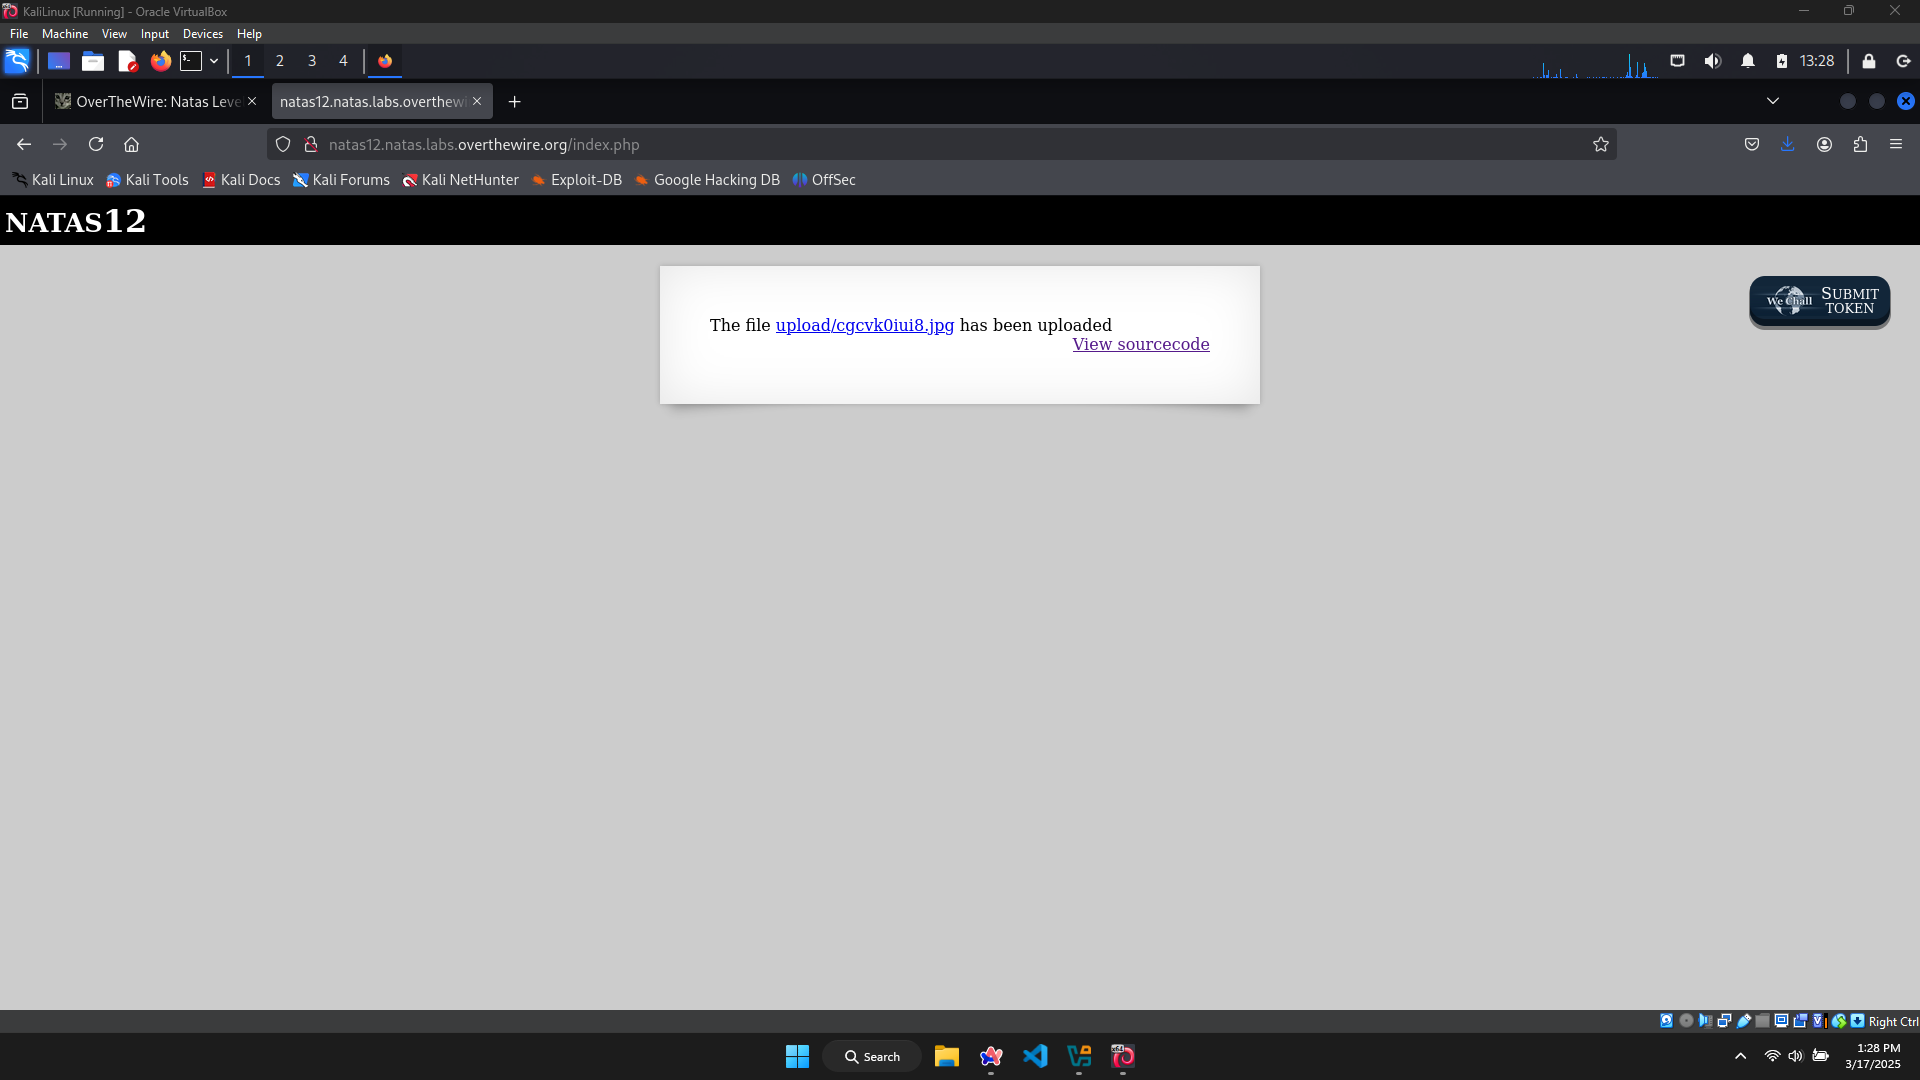 KaliLinux [Running] - Oracle VirtualBox
File Machine View Input Devices Help
1 2 3 4 13:28
OverTheWire: Natas Leve natas12.natas.labs.overthewi
natas12.natas.labs.overthewire.org/index.php
Kali Linux Kali Tools Kali Docs Kali Forums Kali NetHunter Exploit-DB Google Hacking DB OffSec
NATAS12
We Chall SUBMIT TOKEN
The file upload/cgcvk0iui8.jpg has been uploaded
View sourcecode
Right Ctrl
Search
1:28 PM
3/17/2025